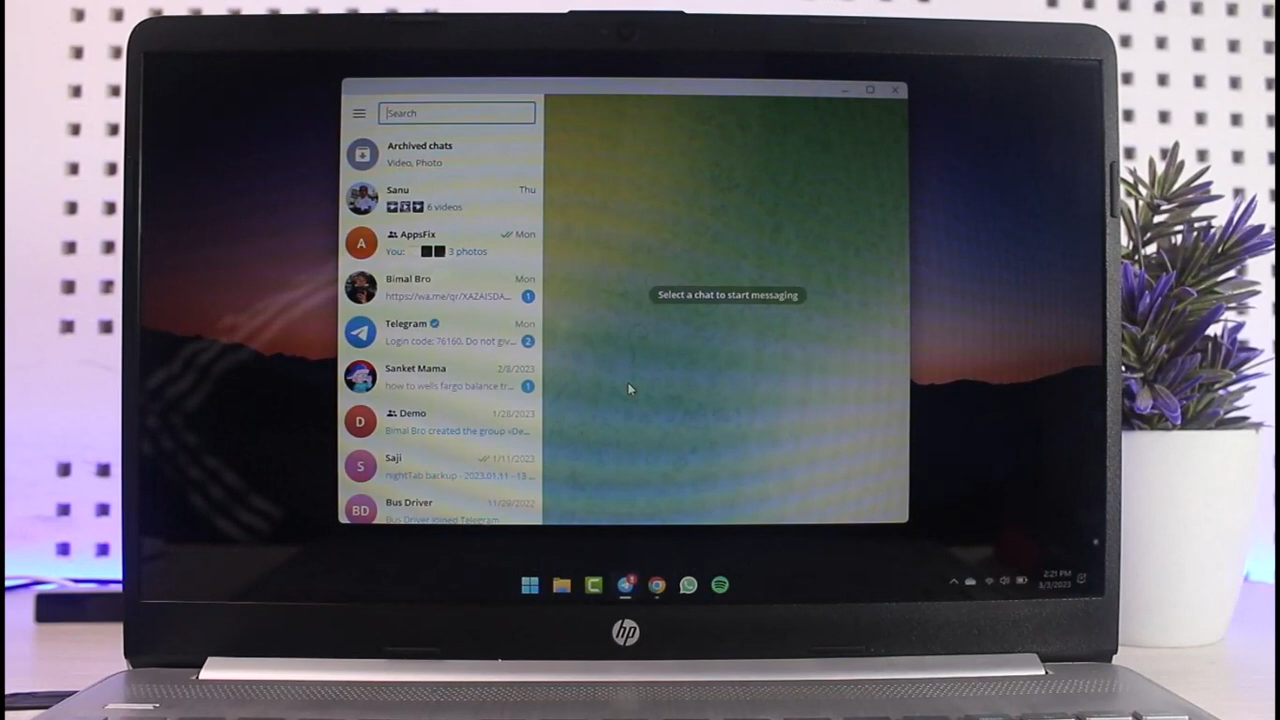 Search
Archived chats
Video, Photo
Sanu
Thu
6 videos
A
AppsFix
Mon
You:
3 photos
Bimal Bro
Mon
https://wa.me/qr/XAZAISDA...
1
Telegram
Mon
Login code: 76160. Do not giv...
2
Sanket Mama
2/8/2023
how to wells fargo balance tr...
1
D
Demo
1/28/2023
Bimal Bro created the group «De...
S
Saji
1/11/2023
nightTab backup - 2023.01.11 - 13 ...
BD
Bus Driver
11/29/2022
Bus Driver joined Telegram
Select a chat to start messaging
2:21 PM
3/3/2023
hp